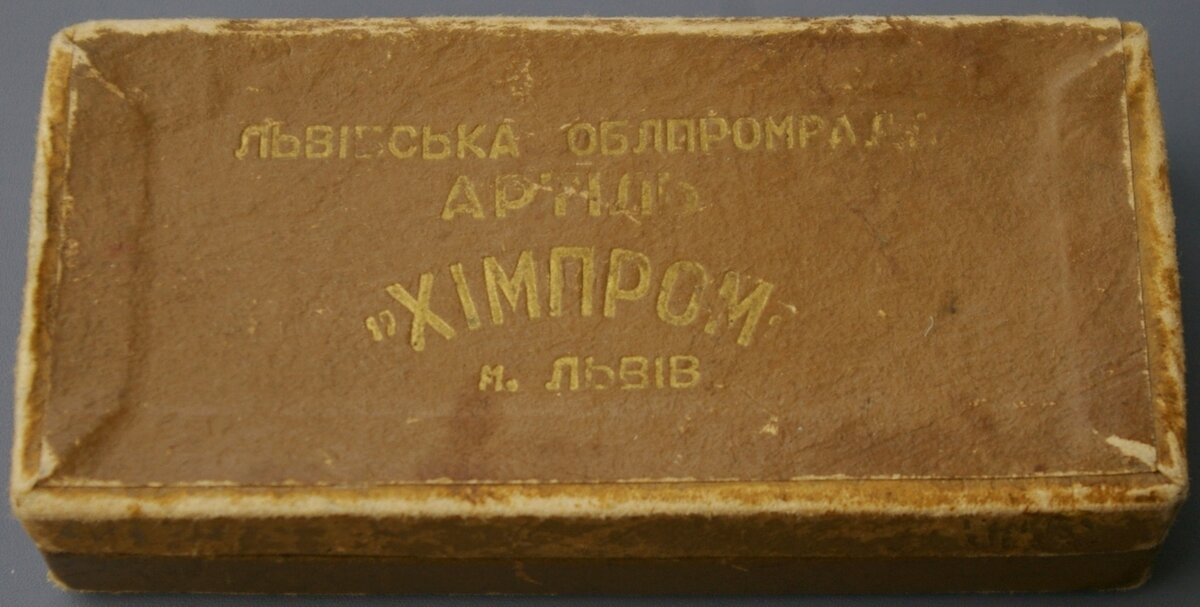 ЛЬВІВСЬКА ОБЛПРОМРАДА
АРТІЛЬ
"ХІМПРОМ"
м. ЛЬВІВ.